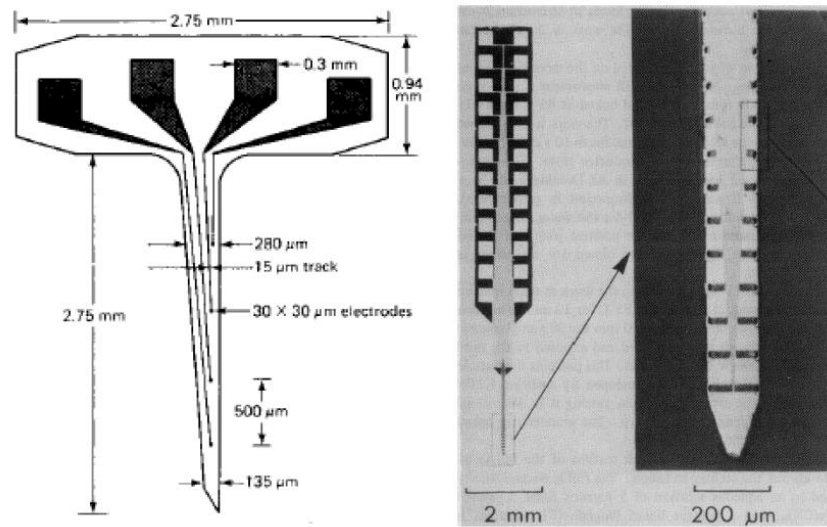 2.75 mm
0.3 mm
0.94
mm
280 µm
15 µm track
30 X 30 µm electrodes
2.75 mm
500
µm
135 µm
2 mm
200 µm